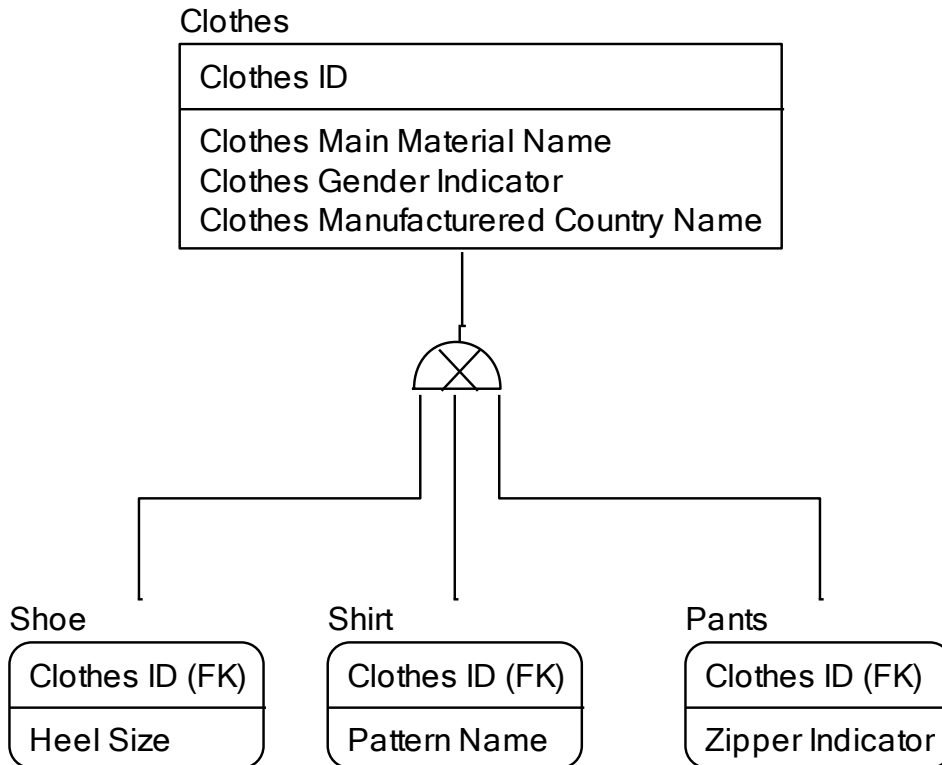 Clothes
Clothes ID
Clothes Main Material Name
Clothes Gender Indicator
Clothes Manufacturered Country Name
Shoe
Clothes ID (FK)
Heel Size
Shirt
Clothes ID (FK)
Pattern Name
Pants
Clothes ID (FK)
Zipper Indicator